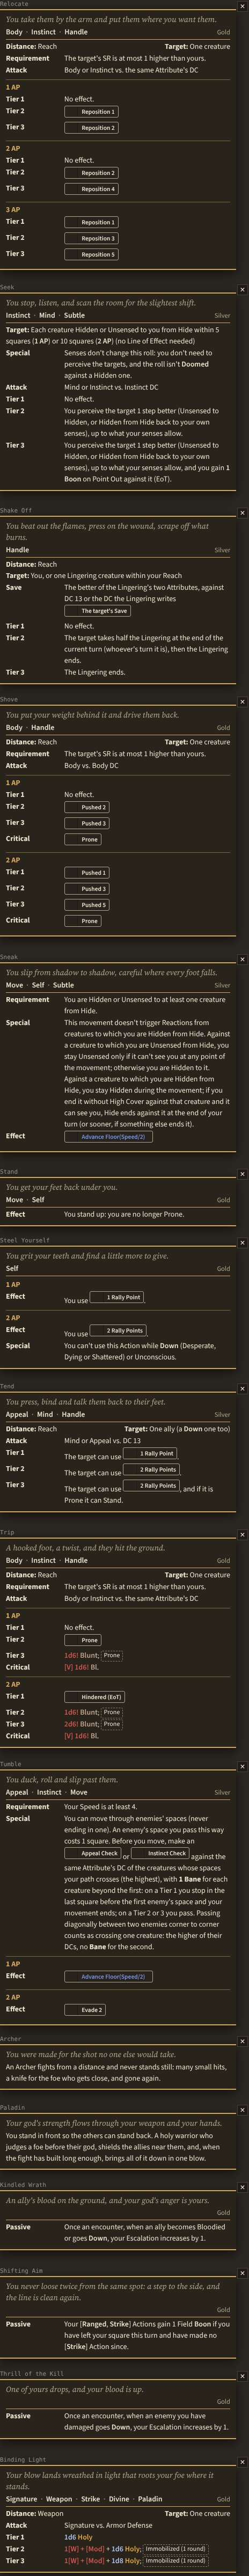 Relocate
You take them by the arm and put them where you want them.
Body · Instinct · Handle Gold
Distance: Reach Target: One creature
Requirement The target's SR is at most 1 higher than yours.
Attack Body or Instinct vs. the same Attribute's DC
1 AP
Tier 1 No effect.
Tier 2 Reposition 1
Tier 3 Reposition 2
2 AP
Tier 1 No effect.
Tier 2 Reposition 2
Tier 3 Reposition 4
3 AP
Tier 1 Reposition 1
Tier 2 Reposition 3
Tier 3 Reposition 5
Seek
You stop, listen, and scan the room for the slightest shift.
Instinct · Mind · Subtle Silver
Target: Each creature Hidden or Unsensed to you from Hide within 5
squares (1 AP) or 10 squares (2 AP) (no Line of Effect needed)
Special Senses don't change this roll: you don't need to
perceive the targets, and the roll isn't Doomed
against a Hidden one.
Attack Mind or Instinct vs. Instinct DC
Tier 1 No effect.
Tier 2 You perceive the target 1 step better (Unsensed to
Hidden, or Hidden from Hide back to your own
senses), up to what your senses allow.
Tier 3 You perceive the target 1 step better (Unsensed to
Hidden, or Hidden from Hide back to your own
senses), up to what your senses allow, and you gain 1
Boon on Point Out against it (EoT).
Shake Off
You beat out the flames, press on the wound, scrape off what
burns.
Handle Silver
Distance: Reach
Target: You, or one Lingering creature within your Reach
Save The better of the Lingering's two Attributes, against
DC 13 or the DC the Lingering writes
The target's Save
Tier 1 No effect.
Tier 2 The target takes half the Lingering at the end of the
current turn (whoever's turn it is), then the Lingering
ends.
Tier 3 The Lingering ends.
Shove
You put your weight behind it and drive them back.
Body · Handle Gold
Distance: Reach Target: One creature
Requirement The target's SR is at most 1 higher than yours.
Attack Body vs. Body DC
1 AP
Tier 1 No effect.
Tier 2 Pushed 2
Tier 3 Pushed 3
Critical Prone
2 AP
Tier 1 Pushed 1
Tier 2 Pushed 3
Tier 3 Pushed 5
Critical Prone
Sneak
You slip from shadow to shadow, careful where every foot falls.
Move · Self · Subtle Silver
Requirement You are Hidden or Unsensed to at least one creature
from Hide.
Special This movement doesn't trigger Reactions from
creatures to which you are Hidden from Hide. Against
a creature to which you are Unsensed from Hide, you
stay Unsensed only if it can't see you at any point of
the movement; otherwise you turn Hidden to it.
Against a creature to which you are Hidden from
Hide, you stay Hidden during the movement; if you
end it without High Cover against that creature and it
can see you, Hide ends against it at the end of your
turn (or sooner, if something else ends it).
Effect Advance Floor(Speed/2)
Stand
You get your feet back under you.
Move · Self Gold
Effect You stand up: you are no longer Prone.
Steel Yourself
You grit your teeth and find a little more to give.
Self Gold
1 AP
Effect You use 1 Rally Point.
2 AP
Effect You use 2 Rally Points.
Special You can't use this Action while Down (Desperate,
Dying or Shattered) or Unconscious.
Tend
You press, bind and talk them back to their feet.
Appeal · Mind · Handle Silver
Distance: Reach Target: One ally (a Down one too)
Attack Mind or Appeal vs. DC 13
Tier 1 The target can use 1 Rally Point.
Tier 2 The target can use 2 Rally Points.
Tier 3 The target can use 2 Rally Points, and if it is
Prone it can Stand.
Trip
A hooked foot, a twist, and they hit the ground.
Body · Instinct · Handle Gold
Distance: Reach Target: One creature
Requirement The target's SR is at most 1 higher than yours.
Attack Body or Instinct vs. the same Attribute's DC
1 AP
Tier 1 No effect.
Tier 2 Prone
Tier 3 1d6! Blunt; Prone
Critical [V] 1d6! Bl.
2 AP
Tier 1 Hindered (EoT)
Tier 2 1d6! Blunt; Prone
Tier 3 2d6! Blunt; Prone
Critical [V] 1d6! Bl.
Tumble
You duck, roll and slip past them.
Appeal · Instinct · Move Silver
Requirement Your Speed is at least 4.
Special You can move through enemies' spaces (never
ending in one). An enemy's space you pass this way
costs 1 square. Before you move, make an
Appeal Check or Instinct Check against the
same Attribute's DC of the creature whose spaces
your path crosses (the highest), with 1 Bane for each
creature beyond the first: on a Tier 1 you stop in the
last square before the first enemy's space and your
movement ends; on a Tier 2 or 3 you pass. Passing
diagonally between two enemies corner to corner
counts as crossing one creature: the higher of their
DCs, no Bane for the second.
1 AP
Effect Advance Floor(Speed/2)
2 AP
Effect Evade 2
Archer
You were made for the shot no one else would take.
An Archer fights from a distance and never stands still: many small hits,
a knife for the foe who gets close, and gone again.
Paladin
Your god's strength flows through your weapon and your hands.
You stand in front so the others can stand back. A holy warrior who
judges a foe before their god, shields the allies near them, and, when
the fight has built long enough, brings all of it down in one blow.
Kindled Wrath
An ally's blood on the ground, and your god's anger is yours.
Gold
Passive Once an encounter, when an ally becomes Bloodied
or goes Down, your Escalation increases by 1.
Shifting Aim
You never loose twice from the same spot: a step to the side, and
the line is clean again.
Gold
Passive Your [Ranged, Strike] Actions gain 1 Field Boon if you
have left your square this turn and have made no
[Strike] Action since.
Thrill of the Kill
One of yours drops, and your blood is up.
Gold
Passive Once an encounter, when an enemy you have
damaged goes Down, your Escalation increases by 1.
Binding Light
Your blow lands wreathed in light that roots your foe where it
stands.
Signature · Weapon · Strike · Divine · Paladin Gold
Distance: Weapon Target: One creature
Attack Signature vs. Armor Defense
Tier 1 1d6 Holy
Tier 2 1[W] + [Mod] + 1d6 Holy; Immobilized (1 round)
Tier 3 1[W] + [Mod] + 1d8 Holy; Immobilized (1 round)